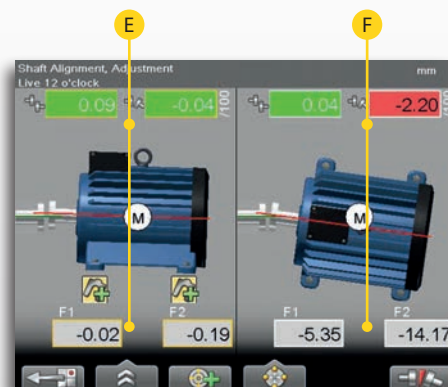 E F
Shaft Alignment, Adjustment mm
Live 12 o'clock
0.09 -0.04 /100 0.04 -2.20
M M
F1 F2 F1 F2
-0.02 -0.19 -5.35 -14.17